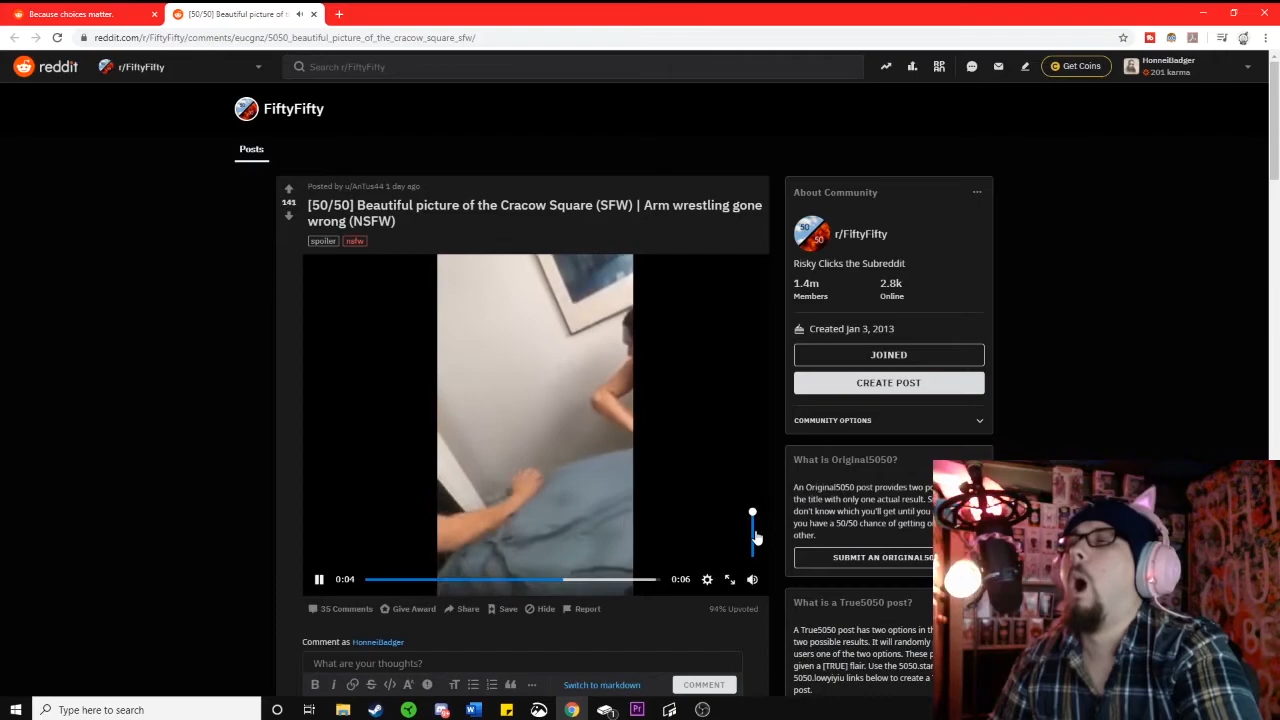 Because choices matter.
[50/50] Beautiful picture of t
reddit.com/r/FiftyFifty/comments/eucgnz/5050_beautiful_picture_of_the_cracow_square_sfw/
reddit
r/FiftyFifty
Search r/FiftyFifty
Get Coins
HonneiBadger
201 karma
FiftyFifty
Posts
141
Posted by u/AnTus44 1 day ago
[50/50] Beautiful picture of the Cracow Square (SFW) | Arm wrestling gone
wrong (NSFW)
spoiler nsfw
0:04
0:06
35 Comments Give Award Share Save Hide Report 94% Upvoted
Comment as HonneiBadger
What are your thoughts?
Switch to markdown
COMMENT
About Community
50
50
r/FiftyFifty
Risky Clicks the Subreddit
1.4m 2.8k
Members Online
Created Jan 3, 2013
JOINED
CREATE POST
COMMUNITY OPTIONS
What is Original5050?
An Original5050 post provides two
the title with only one actual result.
don't know which you'll get until
you have a 50/50 chance of getting
other.
SUBMIT AN ORIGINAL50
What is a True5050 post?
A True5050 post has two options in
two possible results. It will randomly
users one of the two options. These
given a [TRUE] flair. Use the 5050.star
5050.lowyiyiu links below to create a
post.
Type here to search